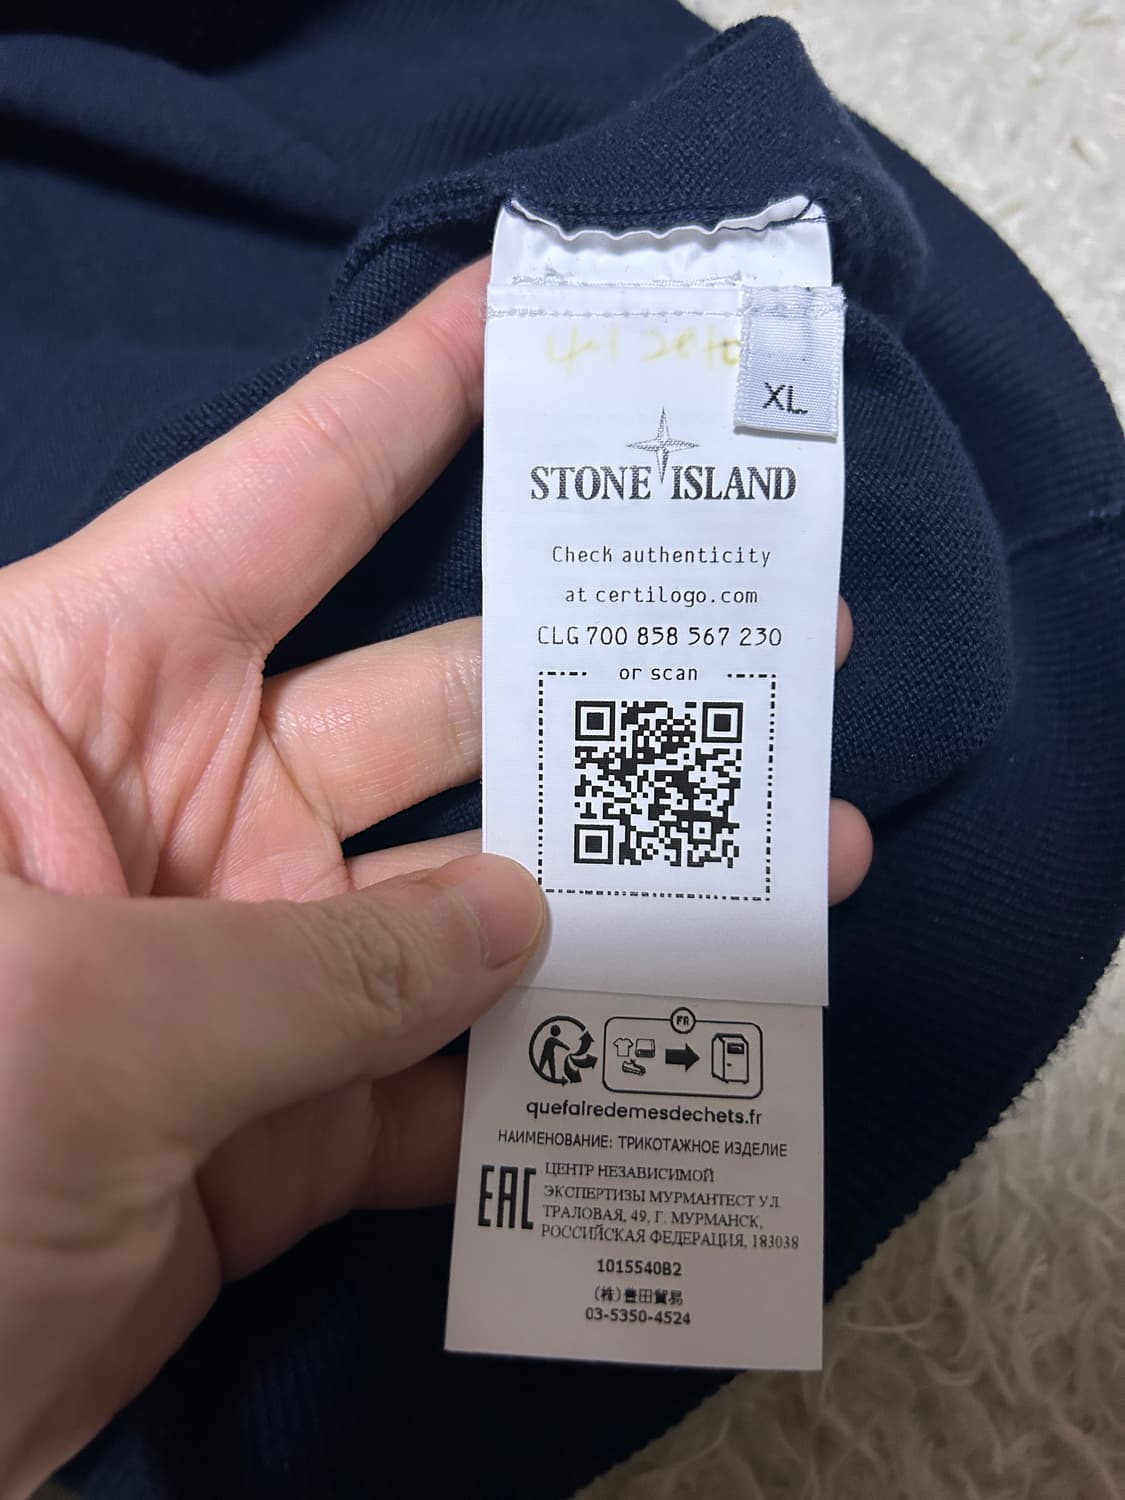 XL
STONE ISLAND
Check authenticity
at certilogo.com
CLG 700 858 567 230
or scan
FR
quefairedemesdechets.fr
НАИМЕНОВАНИЕ: ТРИКОТАЖНОЕ ИЗДЕЛИЕ
EAC
ЦЕНТР НЕЗАВИСИМОЙ
ЭКСПЕРТИЗЫ МУРМАНТЕСТ УЛ.
ТРАЛОВАЯ, 49, Г. МУРМАНСК,
РОССИЙСКАЯ ФЕДЕРАЦИЯ, 183038
1015540B2
(株)豊田貿易
03-5350-4524